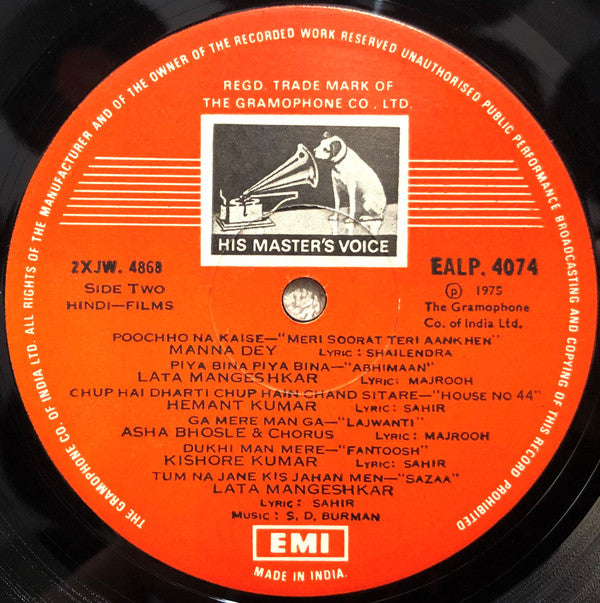 THE GRAMOPHONE CO. OF INDIA LTD. ALL RIGHTS OF THE MANUFACTURER AND OF THE OWNER OF THE RECORDED WORK RESERVED UNAUTHORISED PUBLIC PERFORMANCE BROADCASTING AND COPYING OF THIS RECORD PROHIBITED
REGD. TRADE MARK OF
THE GRAMOPHONE CO. LTD.
HIS MASTER'S VOICE
2XJW. 4868
EALP. 4074
Side Two
℗ 1975
HINDI—FILMS
The Gramophone
Co. of India Ltd.
POOCHHO NA KAISE—"MERI SOORAT TERI AANKHEN"
MANNA DEY Lyric: SHAILENDRA
PIYA BINA PIYA BINA—"ABHIMAAN"
LATA MANGESHKAR Lyric: MAJROOH
CHUP HAI DHARTI CHUP HAIN CHAND SITARE—"HOUSE NO 44"
HEMANT KUMAR Lyric: SAHIR
GA MERE MAN GA—"LAJWANTI"
ASHA BHOSLE & CHORUS Lyric: MAJROOH
DUKHI MAN MERE—"FANTOOSH"
KISHORE KUMAR Lyric: SAHIR
TUM NA JANE KIS JAHAN MEN—"SAZAA"
LATA MANGESHKAR
Lyric: SAHIR
Music: S. D. BURMAN
EMI
MADE IN INDIA.